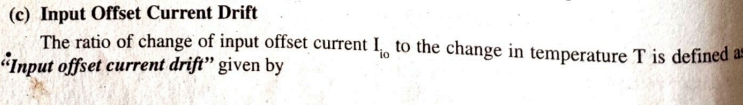 (c) Input Offset Current Drift
The ratio of change of input offset current I_io to the change in temperature T is defined as
“Input offset current drift” given by